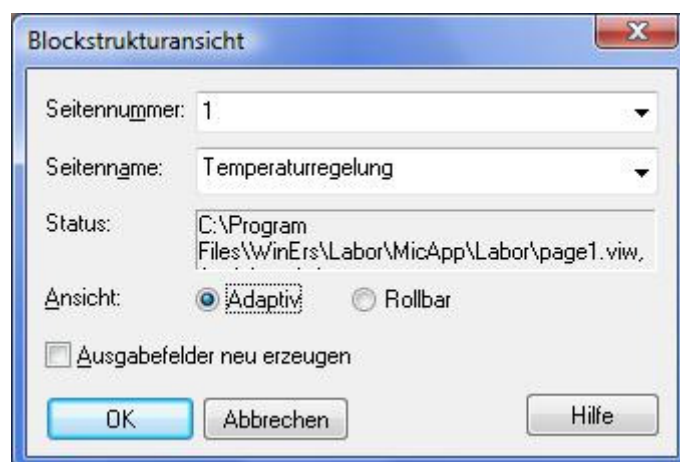 Blockstrukturansicht
Seitennummer: 1
Seitenname: Temperaturregelung
Status: C:\Program
Files\WinErs\Labor\MicApp\Labor\page1.viw,
Ansicht: Adaptiv Rollbar
Ausgabefelder neu erzeugen
OK Abbrechen Hilfe